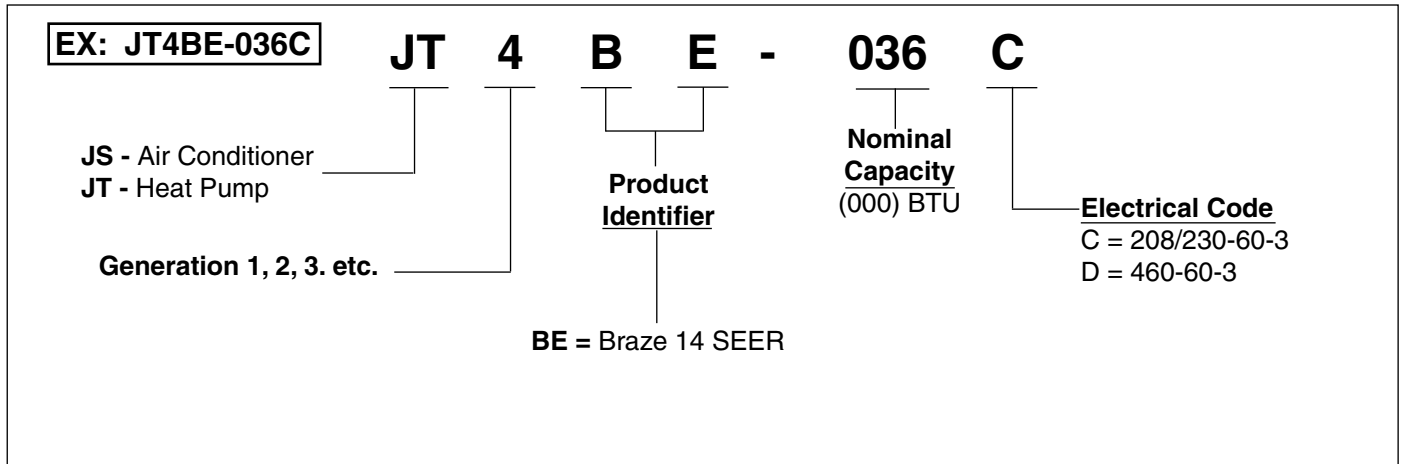 EX: JT4BE-036C
JT 4 B E - 036 C
JS - Air Conditioner
JT - Heat Pump
Generation 1, 2, 3. etc.
Product
Identifier
BE = Braze 14 SEER
Nominal
Capacity
(000) BTU
Electrical Code
C = 208/230-60-3
D = 460-60-3